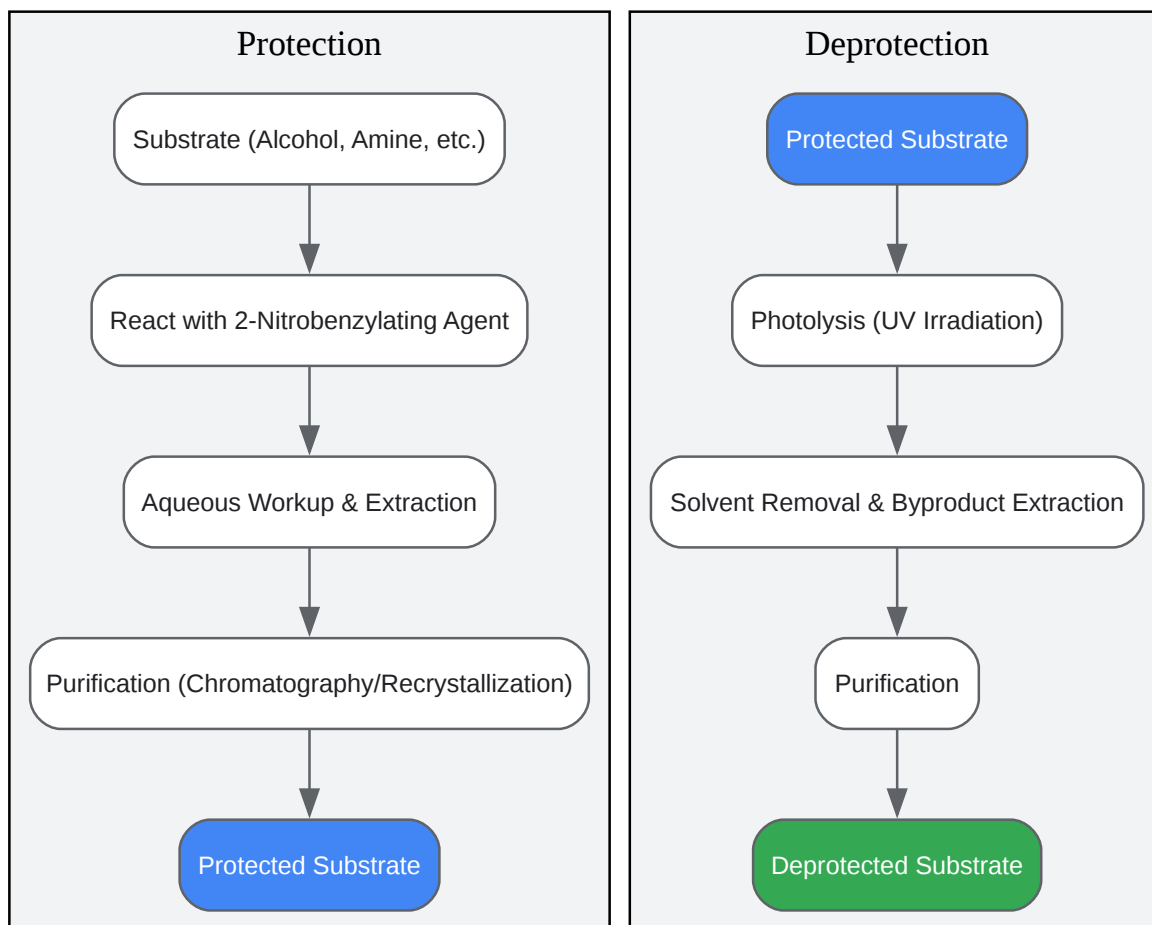 Protection
Substrate (Alcohol, Amine, etc.)
React with 2-Nitrobenzylating Agent
Aqueous Workup & Extraction
Purification (Chromatography/Recrystallization)
Protected Substrate
Deprotection
Protected Substrate
Photolysis (UV Irradiation)
Solvent Removal & Byproduct Extraction
Purification
Deprotected Substrate